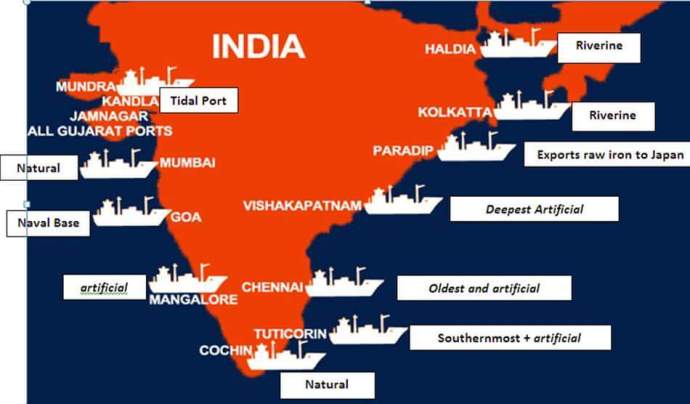 INDIA
HALDIA
Riverine
MUNDRA
KANDLA
Tidal Port
JAMNAGAR
ALL GUJARAT PORTS
KOLKATTA
Riverine
PARADIP
Exports raw iron to Japan
Natural
MUMBAI
VISHAKAPATNAM
Deepest Artificial
Naval Base
GOA
artificial
MANGALORE
CHENNAI
Oldest and artificial
TUTICORIN
Southernmost + artificial
COCHIN
Natural